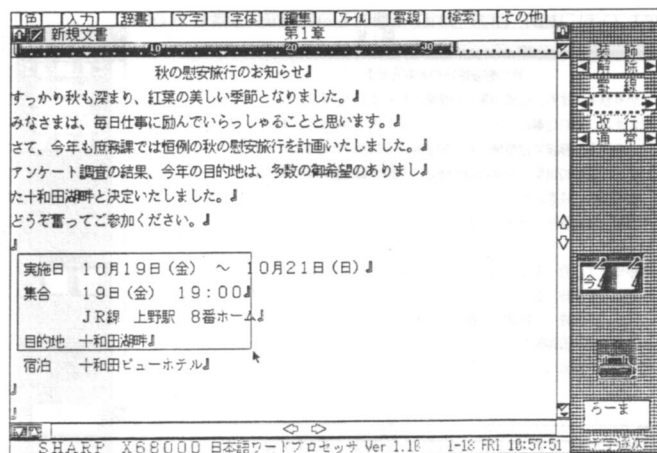 色 入力 辞書 文字 字体 編集 ファイル 罫線 検索 その他
新規文書 第1章
10 20 30
秋の慰安旅行のお知らせ』
すっかり秋も深まり、紅葉の美しい季節となりました。』
みなさまは、毎日仕事に励んでいらっしゃることと思います。』
さて、今年も庶務課では恒例の秋の慰安旅行を計画いたしました。』
アンケート調査の結果、今年の目的地は、多数の御希望のありまし』
た十和田湖畔と決定いたしました。』
どうぞ奮ってご参加ください。』
実施日 10月19日(金) ~ 10月21日(日)』
集合 19日(金) 19:00』
JR線 上野駅 8番ホーム』
目的地 十和田湖畔』
宿泊 十和田ビューホテル』
装飾
解除
罫線
改行
通常
今
ろーま
SHARP X68000 日本語ワードプロセッサ Ver 1.10 1-18 FRI 10:57:51